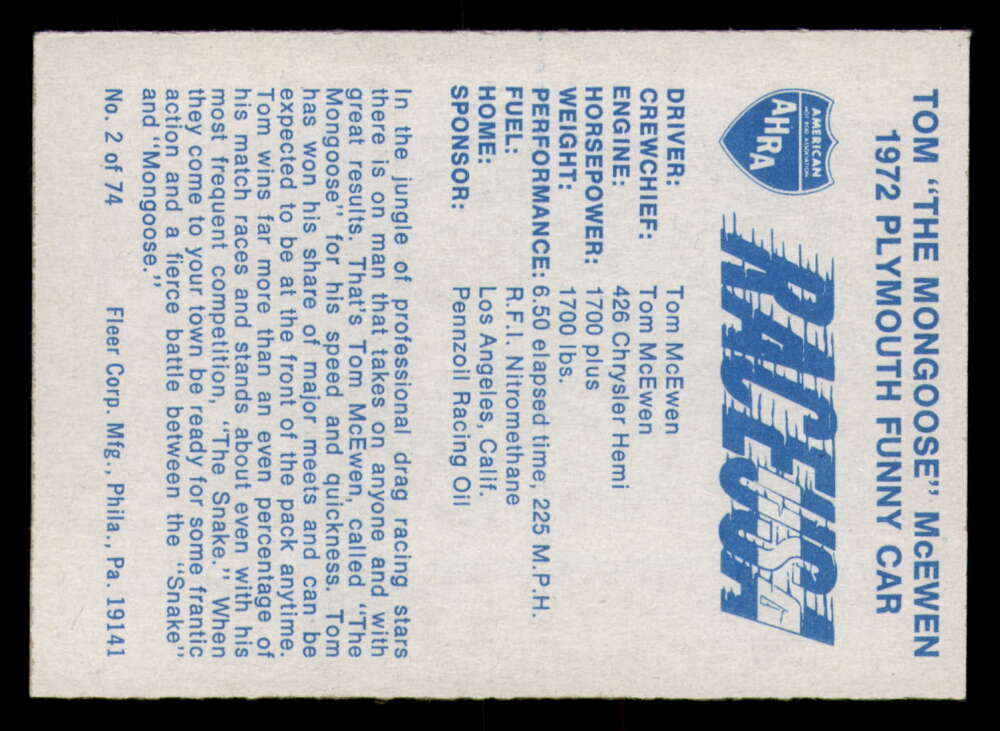 TOM "THE MONGOOSE" McEWEN
1972 PLYMOUTH FUNNY CAR
AMERICAN
HOT ROD ASSOCIATION
AHRA
RACING
USA
DRIVER: Tom McEwen
CREWCHIEF: Tom McEwen
ENGINE: 426 Chrysler Hemi
HORSEPOWER: 1700 plus
WEIGHT: 1700 lbs.
PERFORMANCE: 6.50 elapsed time, 225 M.P.H.
FUEL: R.F.I. Nitromethane
HOME: Los Angeles, Calif.
SPONSOR: Pennzoil Racing Oil
In the jungle of professional drag racing stars
there is on man that takes on anyone and with
great results. That's Tom McEwen, called "The
Mongoose" for his speed and quickness. Tom
has won his share of major meets and can be
expected to be at the front of the pack anytime.
Tom wins far more than an even percentage of
his match races and stands about even with his
most frequent competition, "The Snake." When
they come to your town be ready for some frantic
action and a fierce battle between the "Snake"
and "Mongoose."
No. 2 of 74 Fleer Corp. Mfg., Phila., Pa. 19141